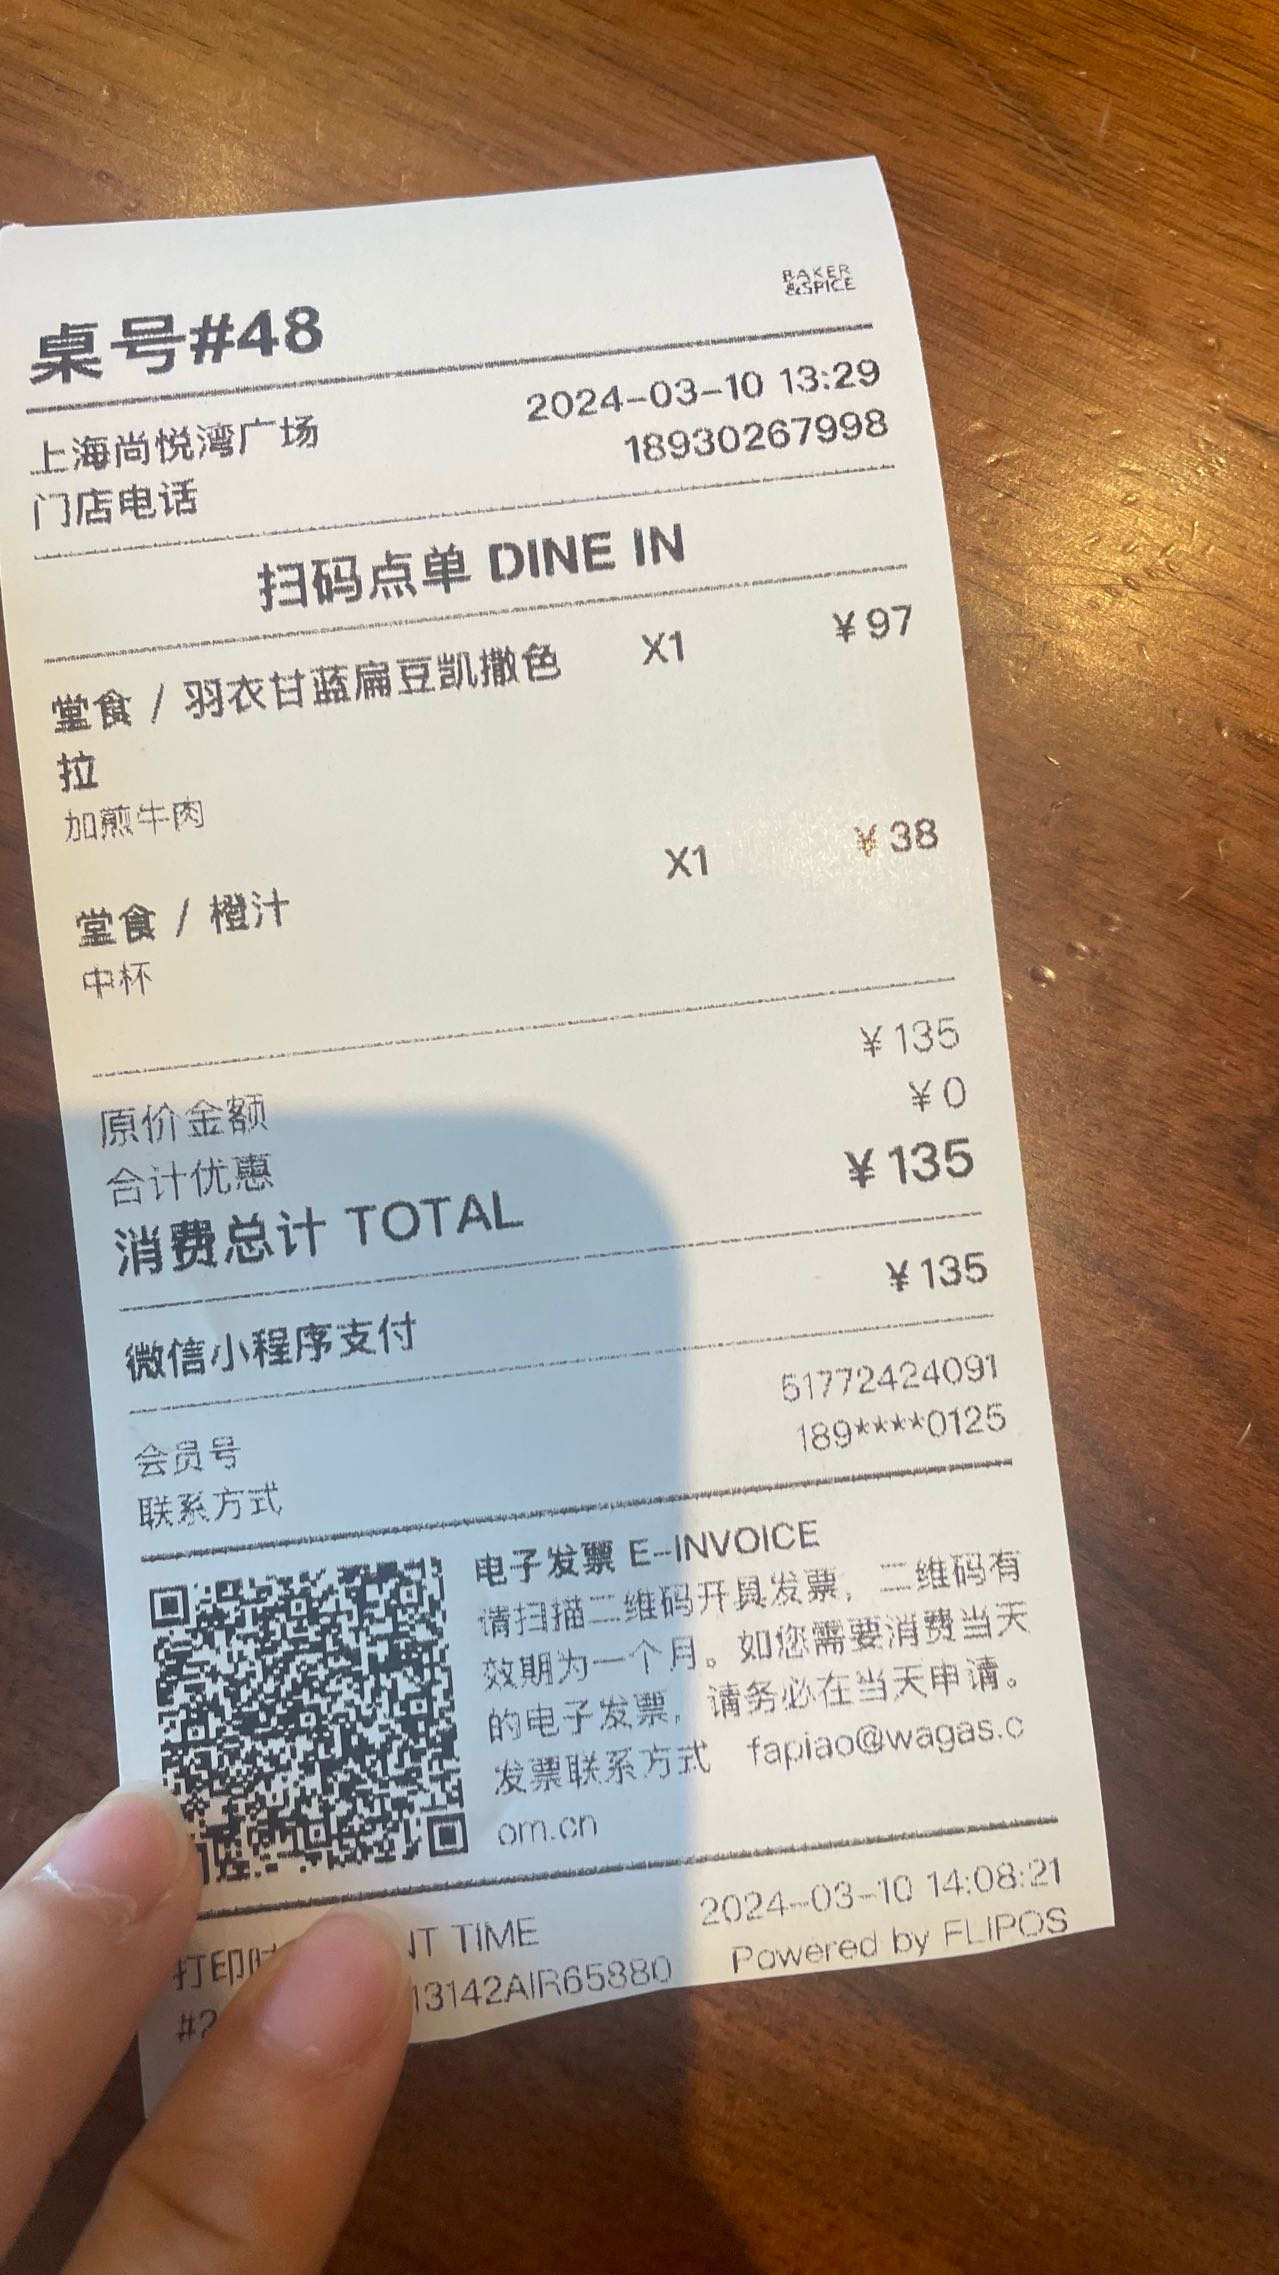 BAKER
&SPICE
桌号#48
2024-03-10 13:29
上海尚悦湾广场
18930267998
门店电话
扫码点单 DINE IN
堂食 / 羽衣甘蓝扁豆凯撒色 X1 ¥97
拉
加煎牛肉
堂食 / 橙汁 X1 ¥38
中杯
原价金额 ¥135
合计优惠 ¥0
消费总计 TOTAL ¥135
微信小程序支付 ¥135
会员号 51772424091
联系方式 189****0125
电子发票 E-INVOICE
请扫描二维码开具发票，二维码有
效期为一个月。如您需要消费当天
的电子发票，请务必在当天申请。
发票联系方式 fapiao@wagas.c
om.cn
打印 NT TIME 2024-03-10 14:08:21
#2 13142AIR65880 Powered by FLIPOS